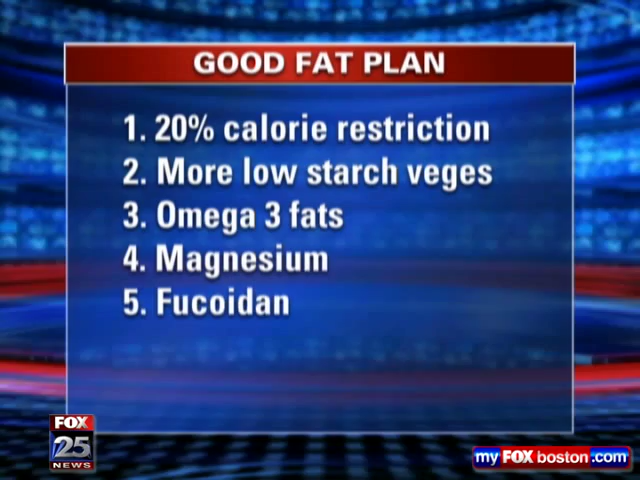 GOOD FAT PLAN
1. 20% calorie restriction
2. More low starch veges
3. Omega 3 fats
4. Magnesium
5. Fucoidan
FOX
25
NEWS
myFOXboston.com